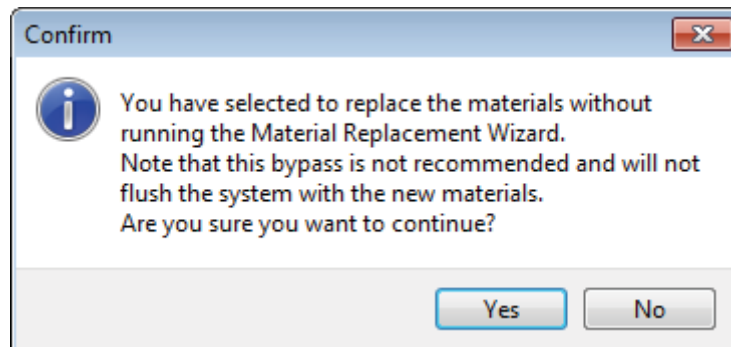 Confirm
You have selected to replace the materials without
running the Material Replacement Wizard.
Note that this bypass is not recommended and will not
flush the system with the new materials.
Are you sure you want to continue?
Yes
No